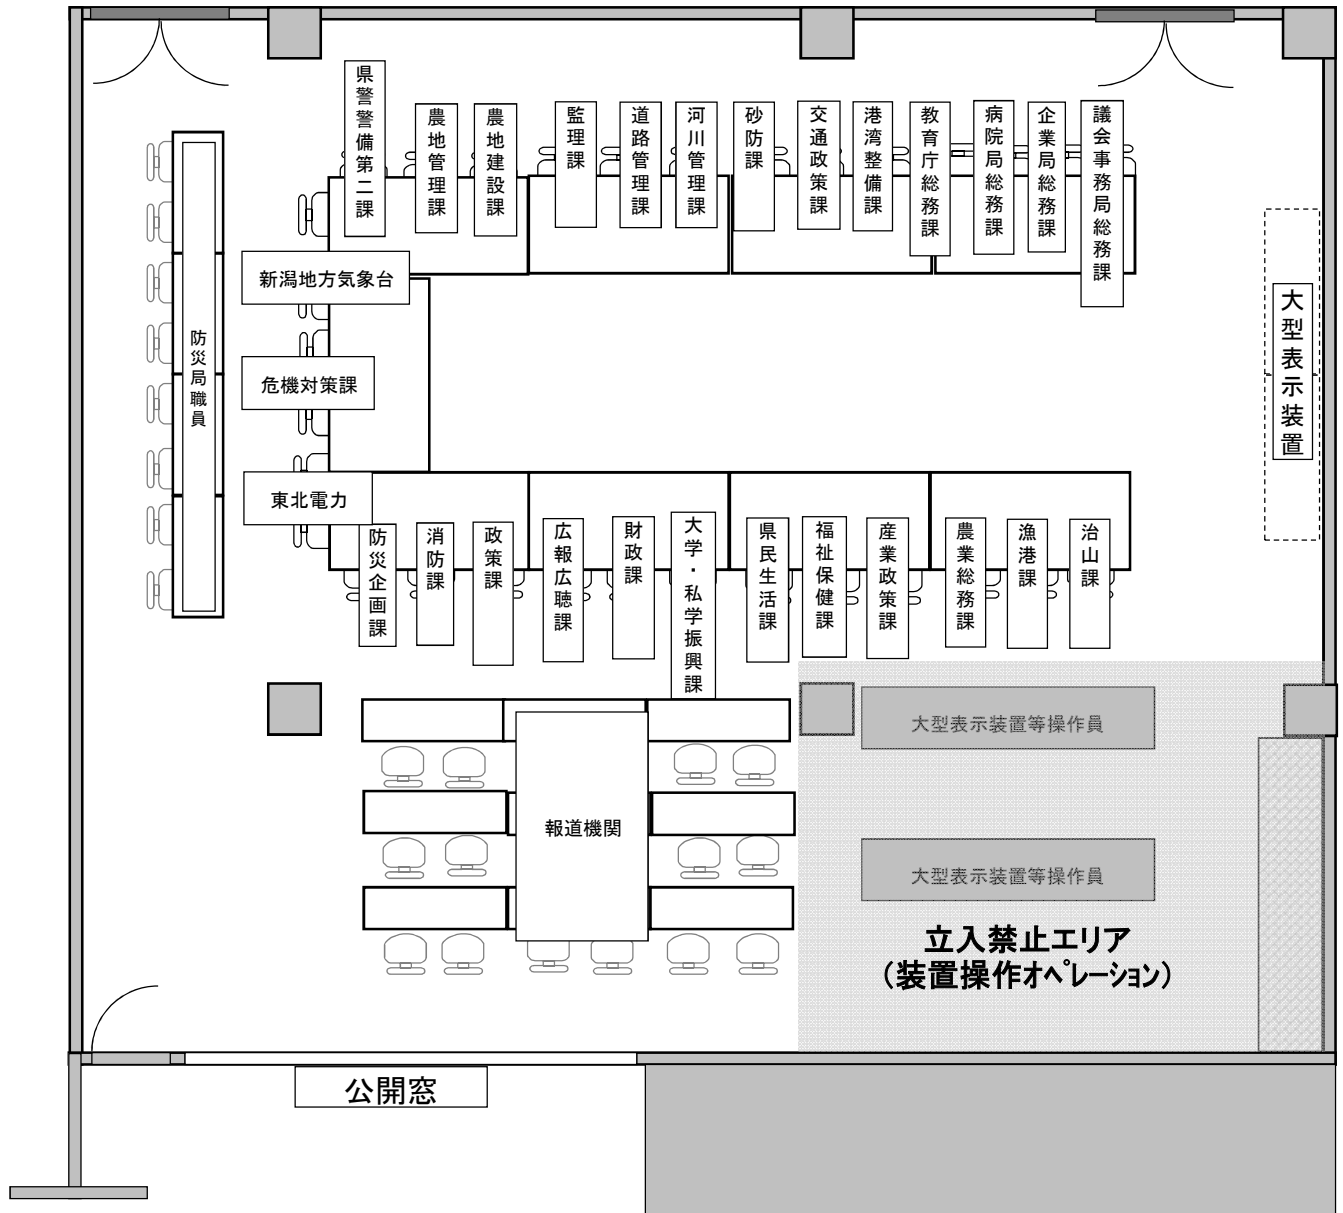 県警警備第二課
農地管理課
農地建設課
監理課
道路管理課
河川管理課
砂防課
交通政策課
港湾整備課
教育庁総務課
病院局総務課
企業局総務課
議会事務局総務課
新潟地方気象台
危機対策課
東北電力
防災局職員
大型表示装置
防災企画課
消防課
政策課
広報広聴課
財政課
大学・私学振興課
県民生活課
福祉保健課
産業政策課
農業総務課
漁港課
治山課
大型表示装置等操作員
報道機関
大型表示装置等操作員
立入禁止エリア
（装置操作オペレーション）
公開窓